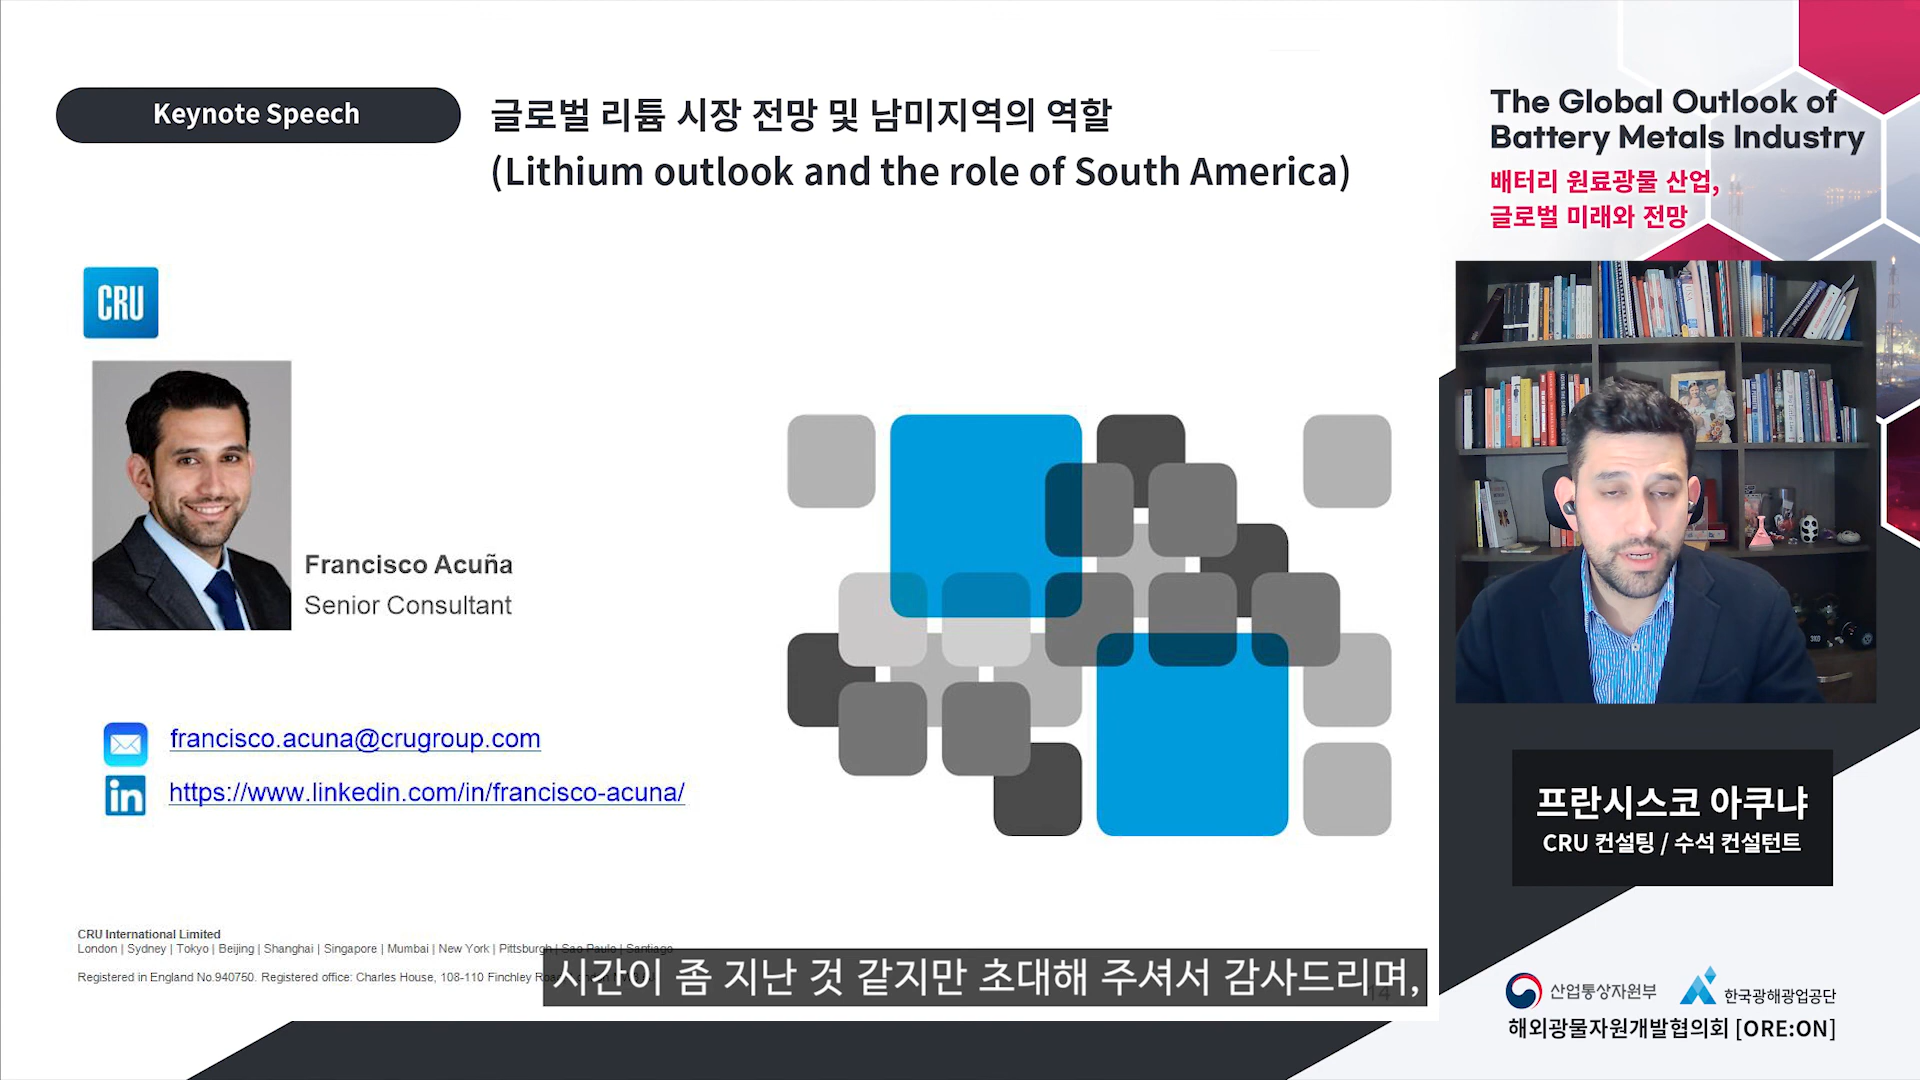 Keynote Speech
글로벌 리튬 시장 전망 및 남미지역의 역할
(Lithium outlook and the role of South America)
The Global Outlook of
Battery Metals Industry
배터리 원료광물 산업,
글로벌 미래와 전망
CRU
Francisco Acuña
Senior Consultant
francisco.acuna@crugroup.com
in
https://www.linkedin.com/in/francisco-acuna/
프란시스코 아쿠냐
CRU 컨설팅 / 수석 컨설턴트
CRU International Limited
London | Sydney | Tokyo | Beijing | Shanghai | Singapore | Mumbai | New York | Pittsburgh | Sao Paulo | Santiago
Registered in England No.940750. Registered office: Charles House, 108-110 Finchley
시간이 좀 지난 것 같지만 초대해 주셔서 감사드리며,
14
산업통상자원부
한국광해광업공단
해외광물자원개발협의회 [ORE:ON]